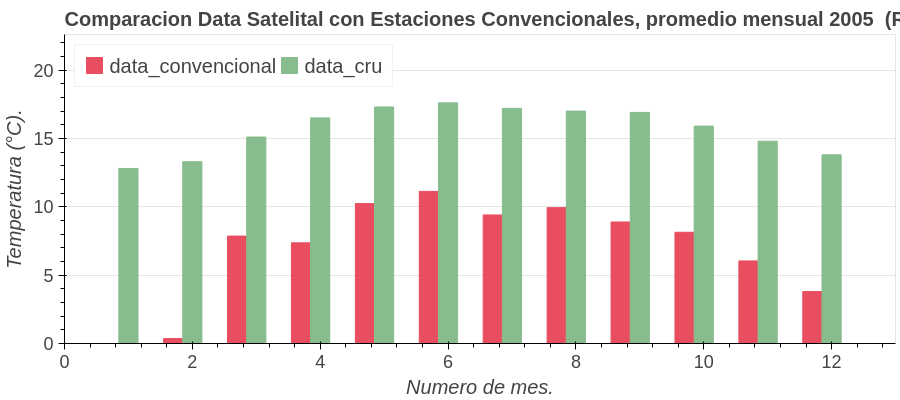 Comparacion Data Satelital con Estaciones Convencionales, promedio mensual 2005 (R
data_convencional data_cru
Temperatura (°C).
20
15
10
5
0
0 2 4 6 8 10 12
Numero de mes.